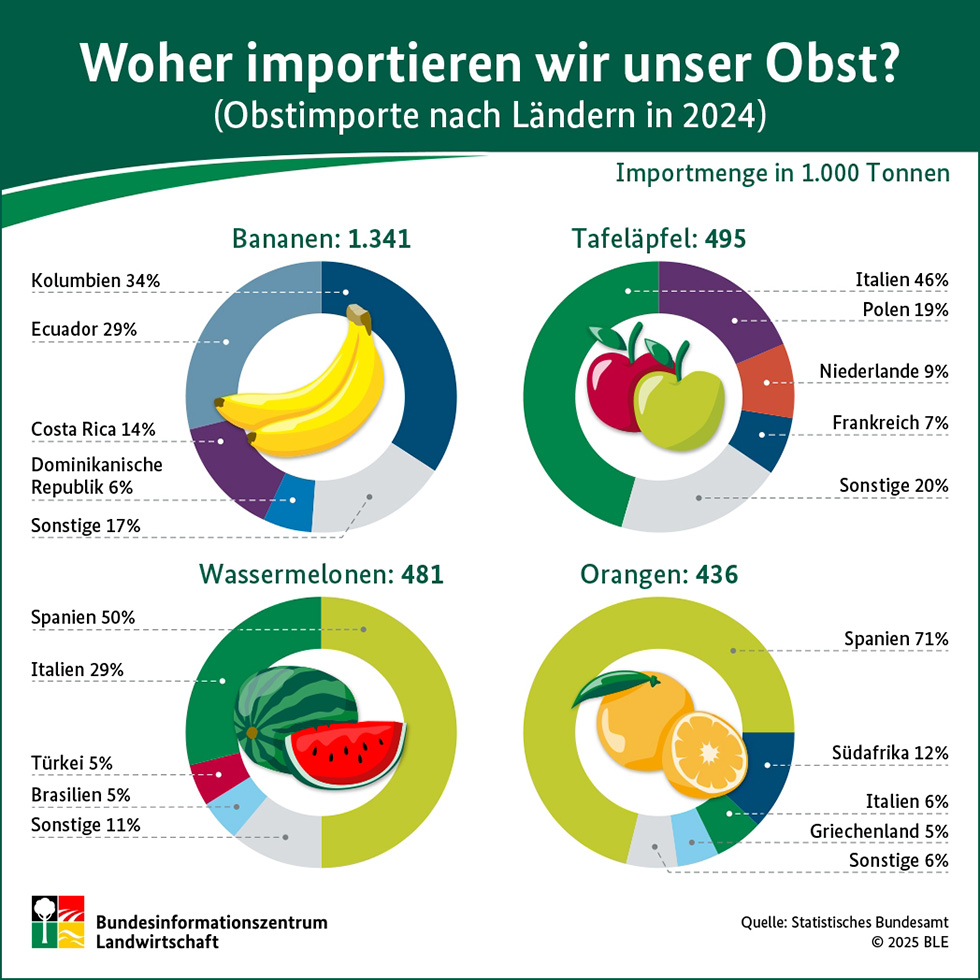 Woher importieren wir unser Obst?
(Obstimporte nach Ländern in 2024)
Importmenge in 1.000 Tonnen
Bananen: 1.341
Kolumbien 34%
Ecuador 29%
Costa Rica 14%
Dominikanische
Republik 6%
Sonstige 17%
Tafeläpfel: 495
Italien 46%
Polen 19%
Niederlande 9%
Frankreich 7%
Sonstige 20%
Wassermelonen: 481
Spanien 50%
Italien 29%
Türkei 5%
Brasilien 5%
Sonstige 11%
Orangen: 436
Spanien 71%
Südafrika 12%
Italien 6%
Griechenland 5%
Sonstige 6%
Bundesinformationszentrum
Landwirtschaft
Quelle: Statistisches Bundesamt
© 2025 BLE